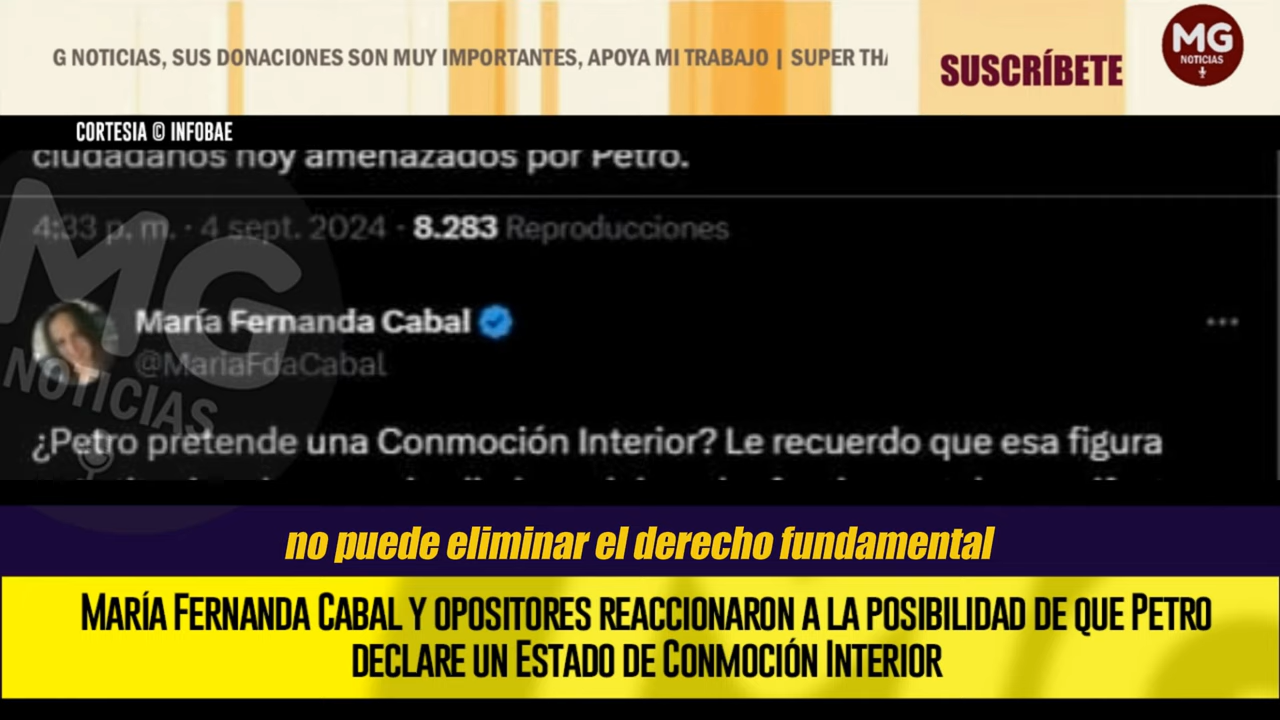 G NOTICIAS, SUS DONACIONES SON MUY IMPORTANTES, APOYA MI TRABAJO | SUPER THA
SUSCRÍBETE
MG
NOTICIAS
CORTESIA © INFOBAE
ciudadanos hoy amenazados por Petro.
4:33 p. m. · 4 sept. 2024 · 8.283 Reproducciones
María Fernanda Cabal
@MariaFdaCabal
MG
NOTICIAS
¿Petro pretende una Conmoción Interior? Le recuerdo que esa figura
no puede eliminar el derecho fundamental
MARÍA FERNANDA CABAL Y OPOSITORES REACCIONARON A LA POSIBILIDAD DE QUE PETRO
DECLARE UN ESTADO DE CONMOCIÓN INTERIOR